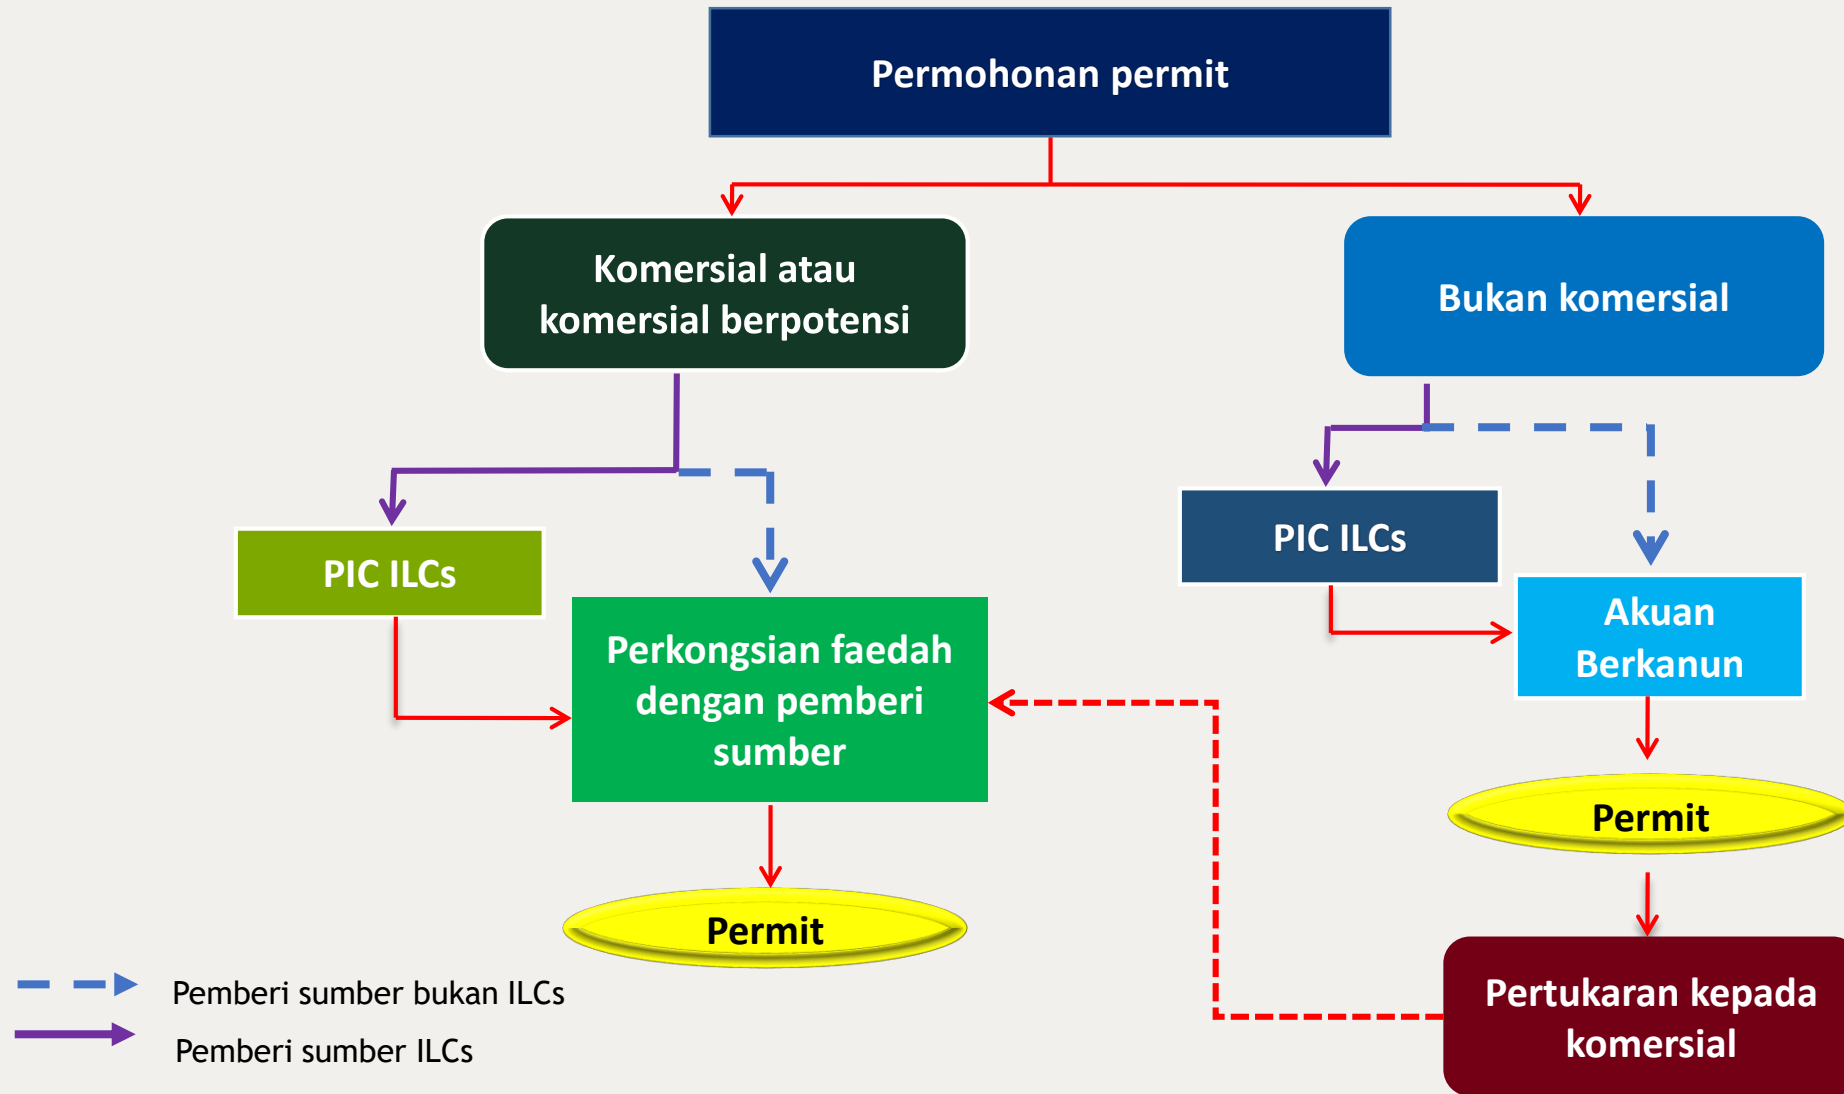 Permohonan permit
Komersial atau
komersial berpotensi
Bukan komersial
PIC ILCs
PIC ILCs
Perkongsian faedah
dengan pemberi
sumber
Akuan
Berkanun
Permit
Permit
Pertukaran kepada
komersial
Pemberi sumber bukan ILCs
Pemberi sumber ILCs